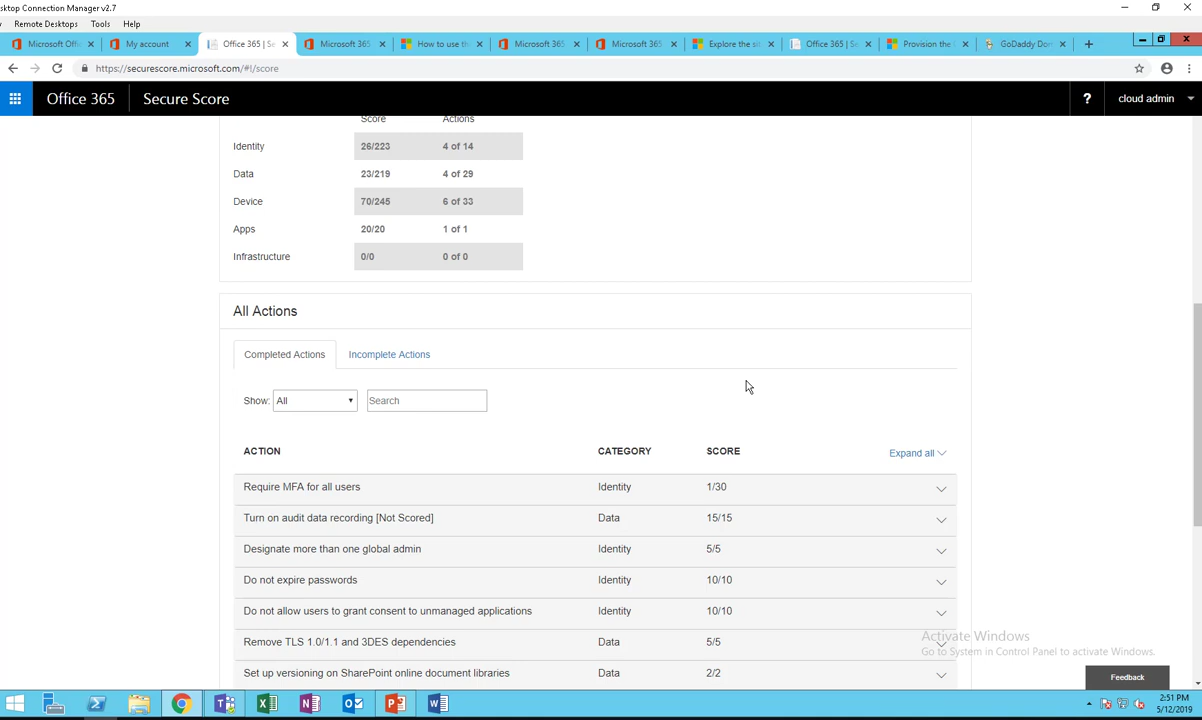 sktop Connection Manager v2.7
Remote Desktops Tools Help
Microsoft Offi My account Office 365 | Se Microsoft 365 How to use th Microsoft 365 Microsoft 365 Explore the se Office 365 | Se Provision the GoDaddy Dom
https://securescore.microsoft.com/#!/score
Office 365 Secure Score ? cloud admin
Score Actions
Identity 26/223 4 of 14
Data 23/219 4 of 29
Device 70/245 6 of 33
Apps 20/20 1 of 1
Infrastructure 0/0 0 of 0
All Actions
Completed Actions Incomplete Actions
Show: All Search
ACTION CATEGORY SCORE Expand all
Require MFA for all users Identity 1/30
Turn on audit data recording [Not Scored] Data 15/15
Designate more than one global admin Identity 5/5
Do not expire passwords Identity 10/10
Do not allow users to grant consent to unmanaged applications Identity 10/10
Remove TLS 1.0/1.1 and 3DES dependencies Data 5/5
Set up versioning on SharePoint online document libraries Data 2/2
Activate Windows
Go to System in Control Panel to activate Windows.
Feedback
2:51 PM
5/12/2019